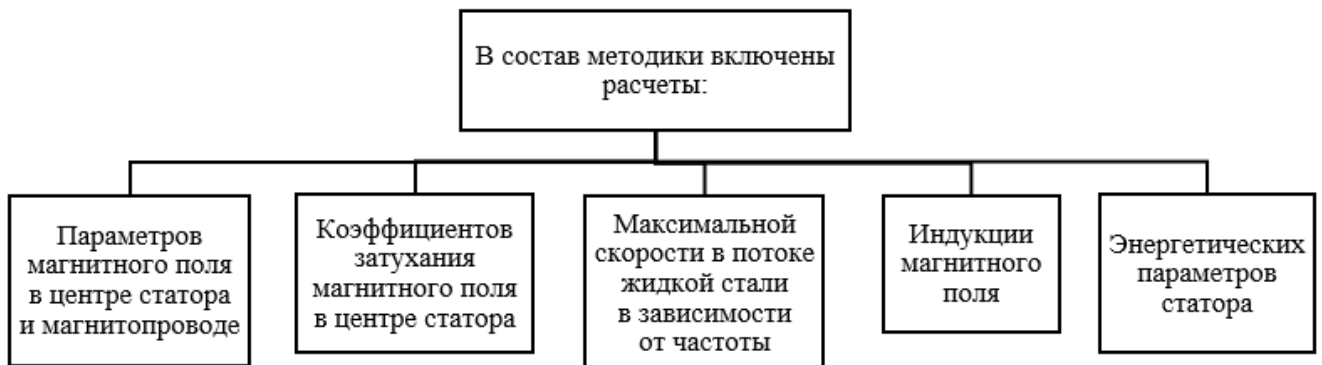 В состав методики включены
расчеты:
Параметров
магнитного поля
в центре статора
и магнитопроводе
Коэффициентов
затухания
магнитного поля
в центре статора
Максимальной
скорости в потоке
жидкой стали
в зависимости
от частоты
Индукции
магнитного
поля
Энергетических
параметров
статора